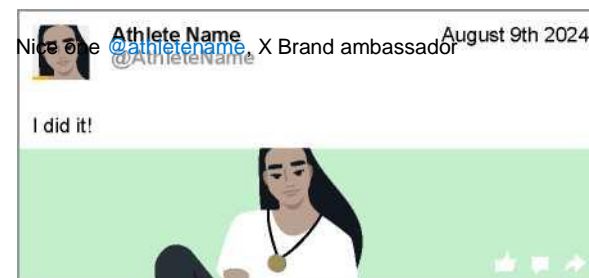 Athlete Name
August 9th 2024
Nice one @athletename, X Brand ambassador
@AthleteName
I did it!